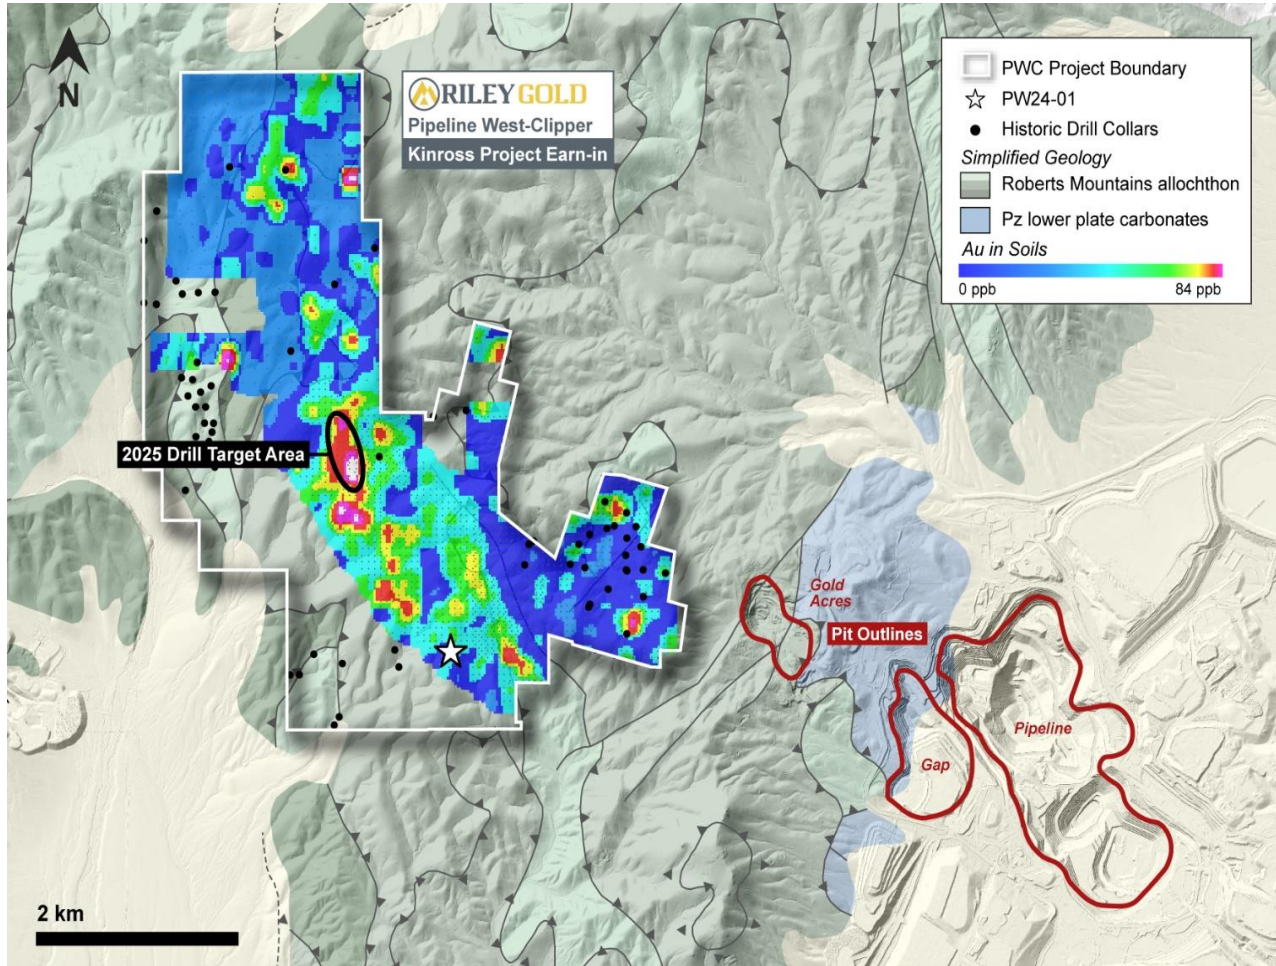 N
RILEY GOLD
Pipeline West-Clipper
Kinross Project Earn-in
PWC Project Boundary
PW24-01
Historic Drill Collars
Simplified Geology
Roberts Mountains allochthon
Pz lower plate carbonates
Au in Soils
0 ppb 84 ppb
2025 Drill Target Area
Gold
Acres
Pit Outlines
Pipeline
Gap
2 km